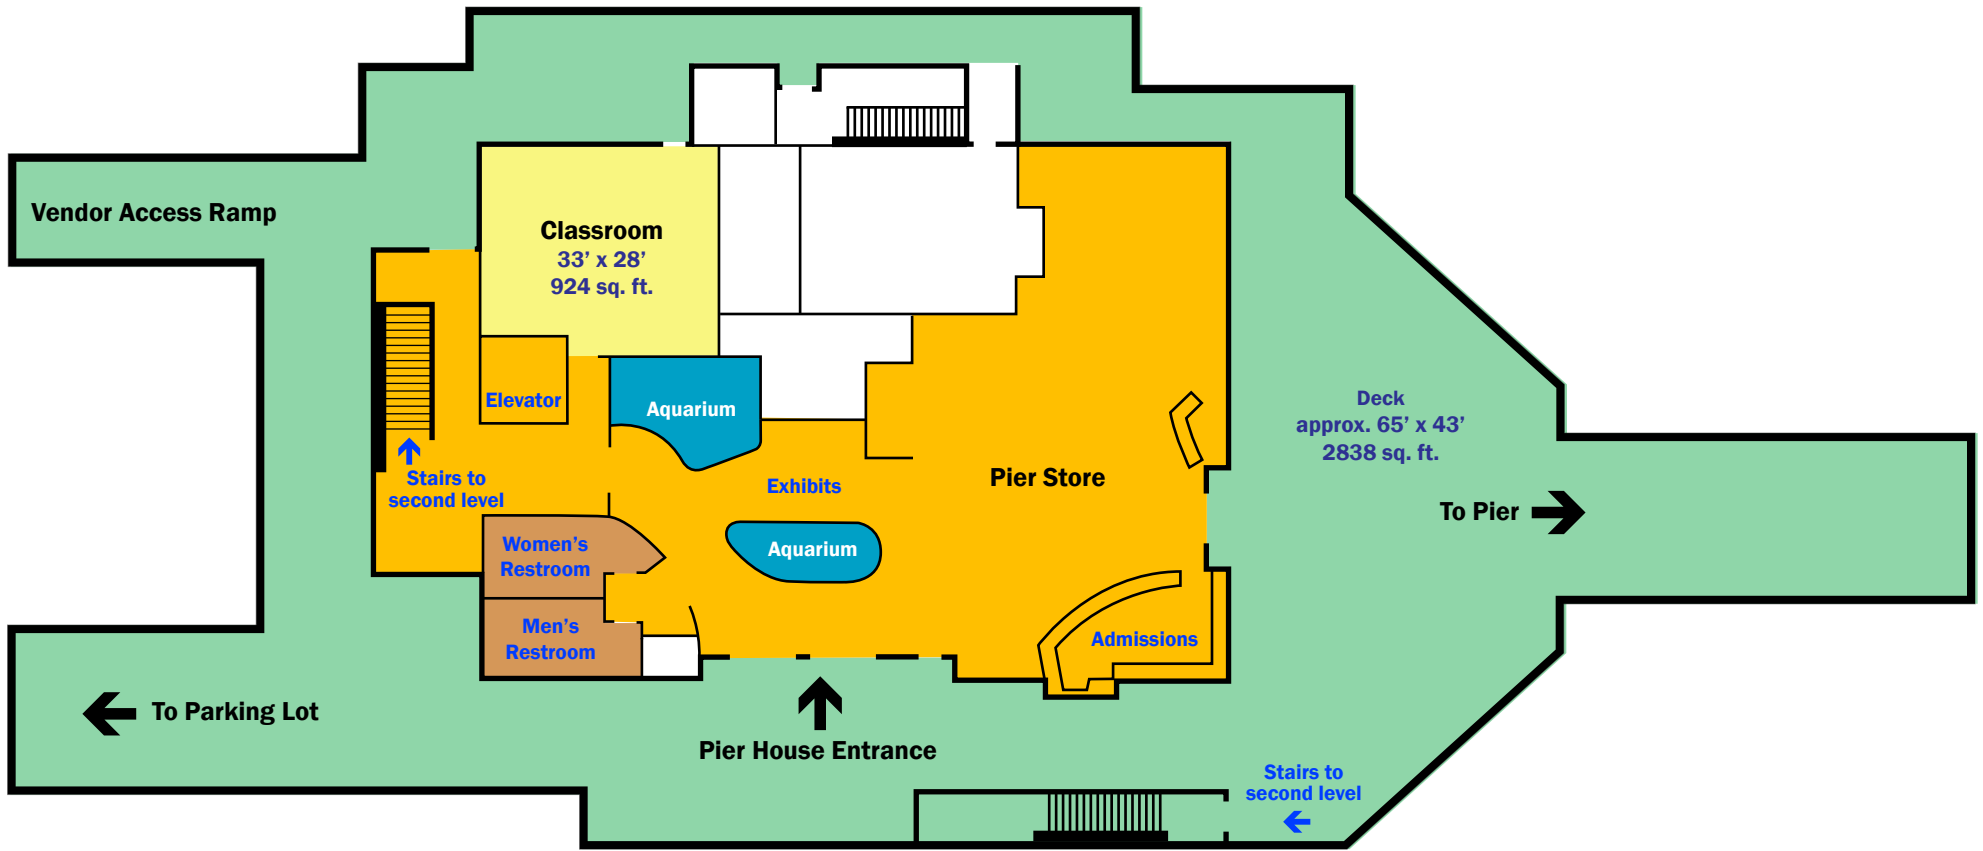 Vendor Access Ramp
Classroom
33’ x 28’
924 sq. ft.
Elevator
Aquarium
Deck
approx. 65’ x 43’
2838 sq. ft.
Stairs to
second level
Exhibits
Pier Store
To Pier
Women’s
Restroom
Aquarium
Men’s
Restroom
Admissions
To Parking Lot
Pier House Entrance
Stairs to
second level